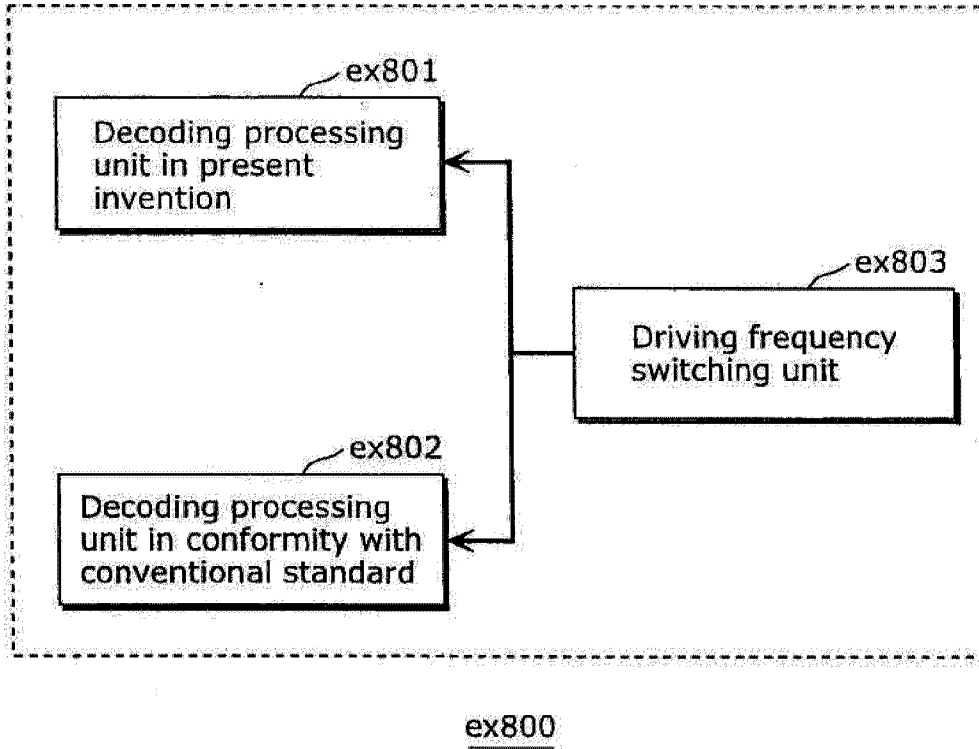 ex801
Decoding processing
unit in present
invention
ex803
Driving frequency
switching unit
ex802
Decoding processing
unit in conformity with
conventional standard
ex800